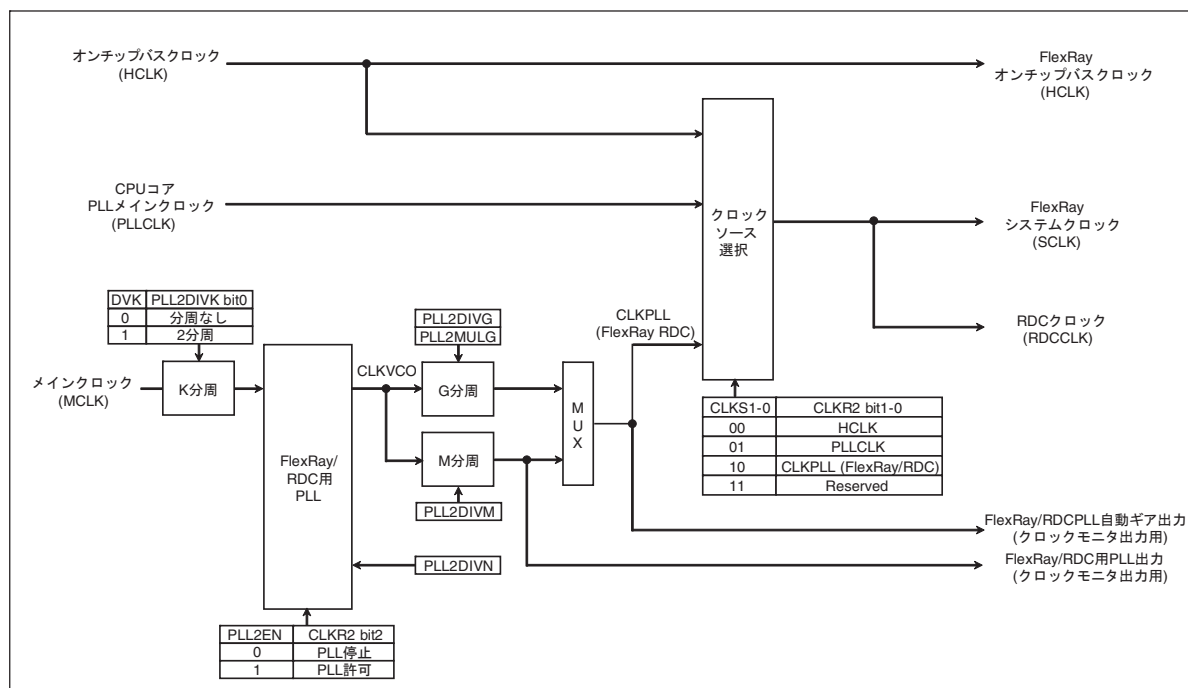 オンチップバスクロック
(HCLK)
FlexRay
オンチップバスクロック
(HCLK)
CPUコア
PLLメインクロック
(PLLCLK)
クロック
ソース
選択
FlexRay
システムクロック
(SCLK)
DVK PLL2DIVK bit0
0 分周なし
1 2分周
PLL2DIVG
PLL2MULG
CLKPLL
(FlexRay RDC)
RDCクロック
(RDCCLK)
メインクロック
(MCLK)
K分周
CLKVCO
G分周
M
U
X
FlexRay/
RDC用
PLL
M分周
PLL2DIVM
CLKS1-0 CLKR2 bit1-0
00 HCLK
01 PLLCLK
10 CLKPLL (FlexRay/RDC)
11 Reserved
FlexRay/RDCPLL自動ギア出力
(クロックモニタ出力用)
PLL2DIVN
FlexRay/RDC用PLL出力
(クロックモニタ出力用)
PLL2EN CLKR2 bit2
0 PLL停止
1 PLL許可